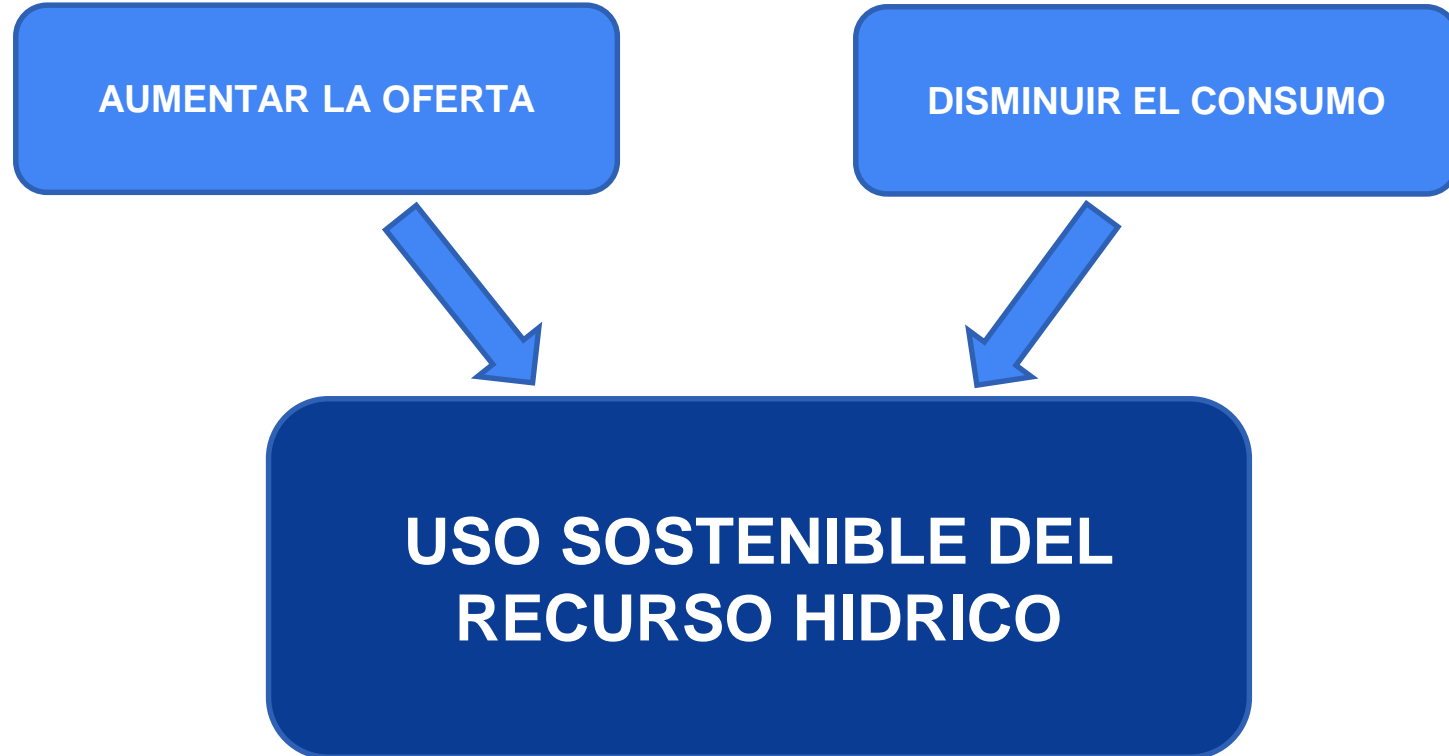 AUMENTAR LA OFERTA
DISMINUIR EL CONSUMO
USO SOSTENIBLE DEL
RECURSO HIDRICO